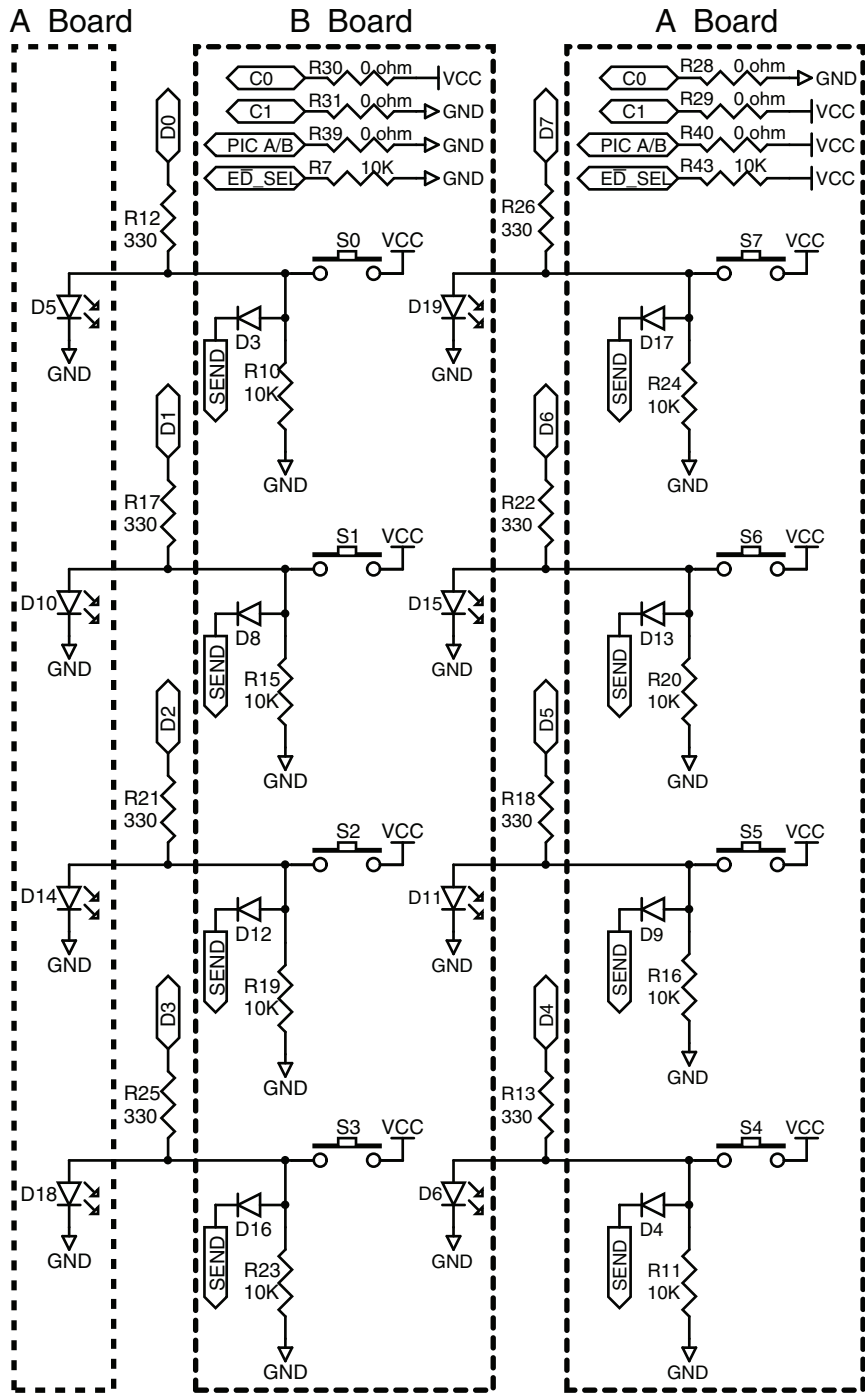 A Board
B Board
A Board
C0 R30 0 ohm VCC
C1 R31 0 ohm GND
PIC A/B R39 0 ohm GND
ED_SEL R7 10K GND
C0 R28 0 ohm GND
C1 R29 0 ohm VCC
PIC A/B R40 0 ohm VCC
ED_SEL R43 10K VCC
D0
R12
330
S0
VCC
D5
GND
D3
SEND
R10
10K
GND
D7
R26
330
S7
VCC
D19
GND
D17
SEND
R24
10K
GND
D1
R17
330
S1
VCC
D10
GND
D8
SEND
R15
10K
GND
D6
R22
330
S6
VCC
D15
GND
D13
SEND
R20
10K
GND
D2
R21
330
S2
VCC
D14
GND
D12
SEND
R19
10K
GND
D5
R18
330
S5
VCC
D11
GND
D9
SEND
R16
10K
GND
D3
R25
330
S3
VCC
D18
GND
D16
SEND
R23
10K
GND
D4
R13
330
S4
VCC
D6
GND
D4
SEND
R11
10K
GND